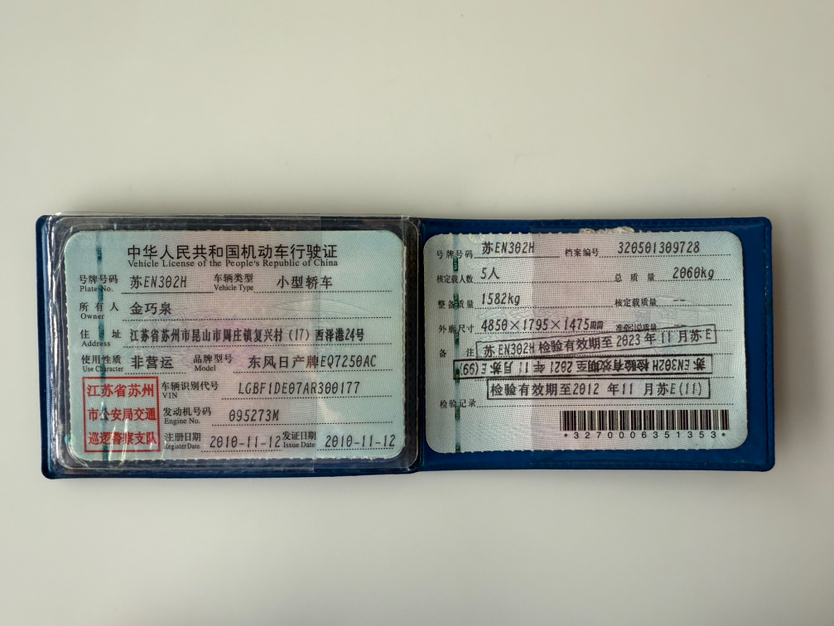 中华人民共和国机动车行驶证
Vehicle License of the People's Republic of China
号牌号码 Plate No. 苏EN302H 车辆类型 Vehicle Type 小型轿车
所有人 Owner 金巧泉
住址 Address 江苏省苏州市昆山市周庄镇复兴村(17)西泽港24号
使用性质 Use Character 非营运 品牌型号 Model 东风日产牌EQ7250AC
江苏省苏州
市公安局交通
巡逻警察支队
车辆识别代号 VIN LGBF1DE07AR300177
发动机号码 Engine No. 095273M
注册日期 Register Date 2010-11-12 发证日期 Issue Date 2010-11-12
号牌号码 苏EN302H 档案编号 320501309728
核定载人数 5人 总质量 2060kg
整备质量 1582kg 核定载质量 --
外廓尺寸 4850×1795×1475mm 准牵引总质量 --
备注 苏EN302H 检验有效期至2023年11月苏E
苏EN302H 检验有效期至2021年11月苏E(99)
检验有效期至2012年11月苏E(11)
检验记录
*3270006351353*